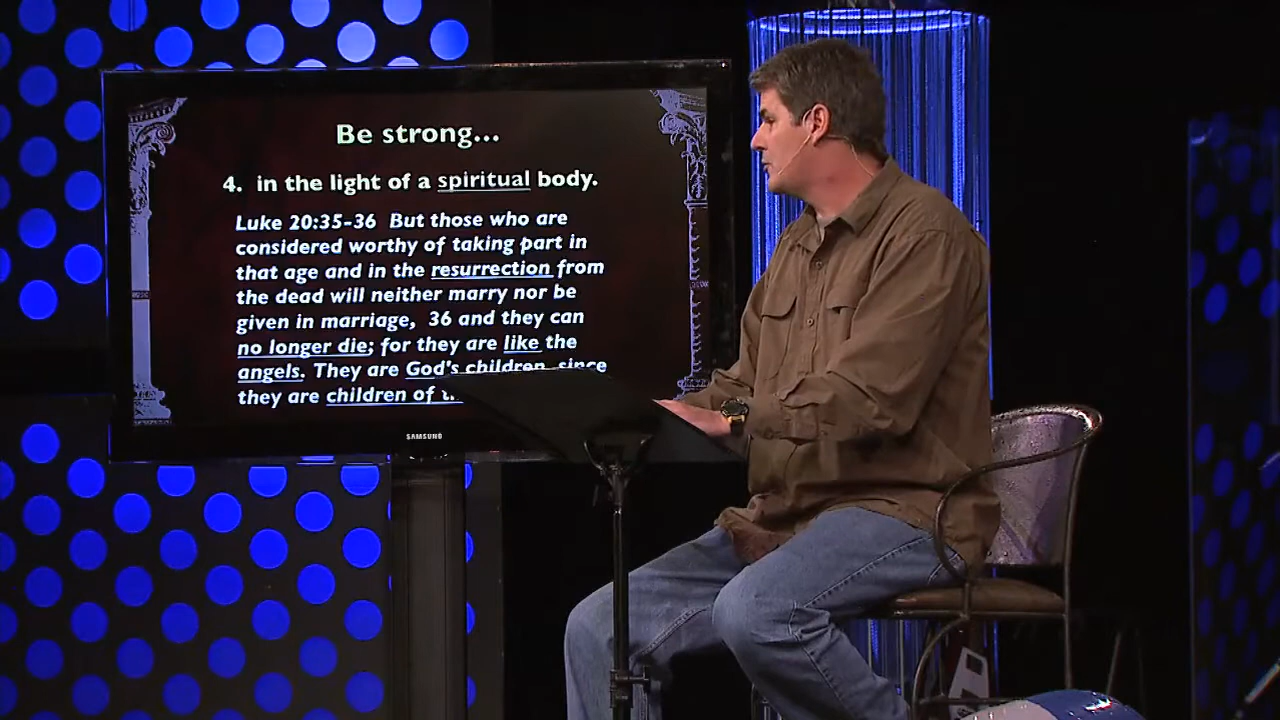 Be strong...
4. in the light of a spiritual body.
Luke 20:35-36 But those who are
considered worthy of taking part in
that age and in the resurrection from
the dead will neither marry nor be
given in marriage, 36 and they can
no longer die; for they are like the
angels. They are God's children, since
they are children of
SAMSUNG